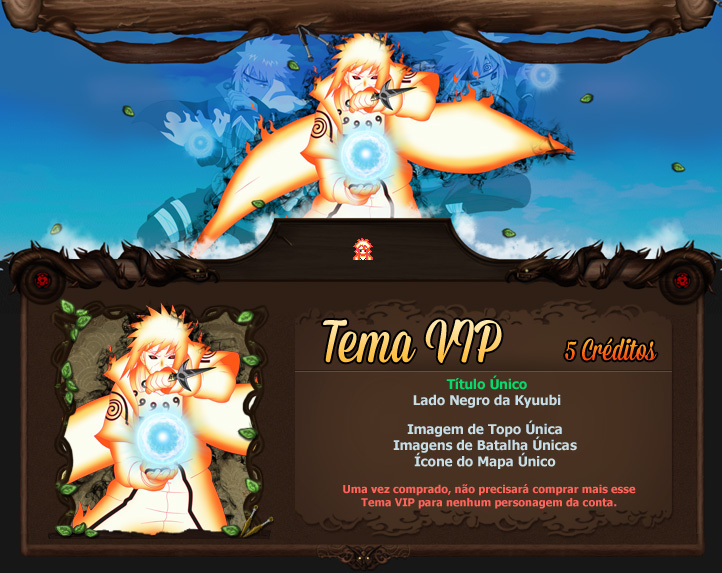 Tema VIP
5 Créditos
Título Único
Lado Negro da Kyuubi
Imagem de Topo Única
Imagens de Batalha Únicas
Ícone do Mapa Único
Uma vez comprado, não precisará comprar mais esse
Tema VIP para nenhum personagem da conta.